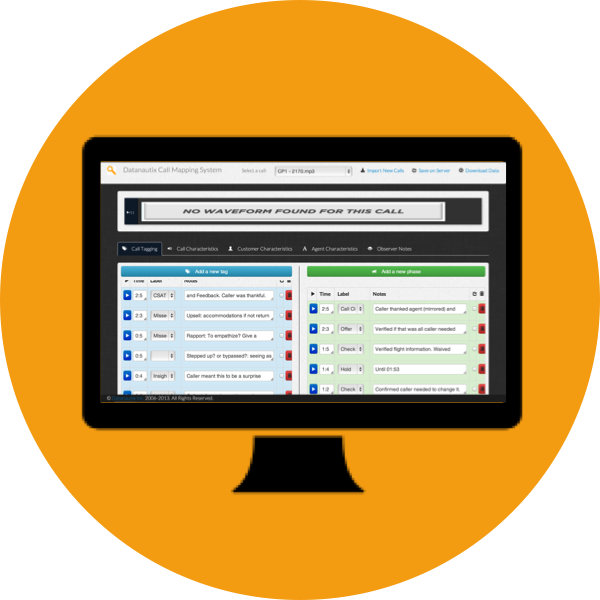 Datanautix Call Mapping System
Select a call: OP1 - 2170.mp3 Import New Calls Save on Server Download Data
NO WAVEFORM FOUND FOR THIS CALL
Call Tagging Call Characteristics Customer Characteristics Agent Characteristics Observer Notes
Add a new tag
Time Label Notes
2:5 CSAT and Feedback. Caller was thankful.
2:3 Misse Upsell: accommodations if not return
0:5 Misse Rapport: To empathize? Give a
0:5 Stepped up? or bypassed?: seeing as
0:4 Insigh Caller meant this to be a surprise
Add a new phase
Time Label Notes
2:5 Call Cl Caller thanked agent (mirrored) and
2:3 Offer Verified if that was all caller needed
1:5 Check Verified flight information. Waived
1:4 Hold Until 01:53
1:2 Check Confirmed caller needed to change it.
2006-2013. All Rights Reserved.